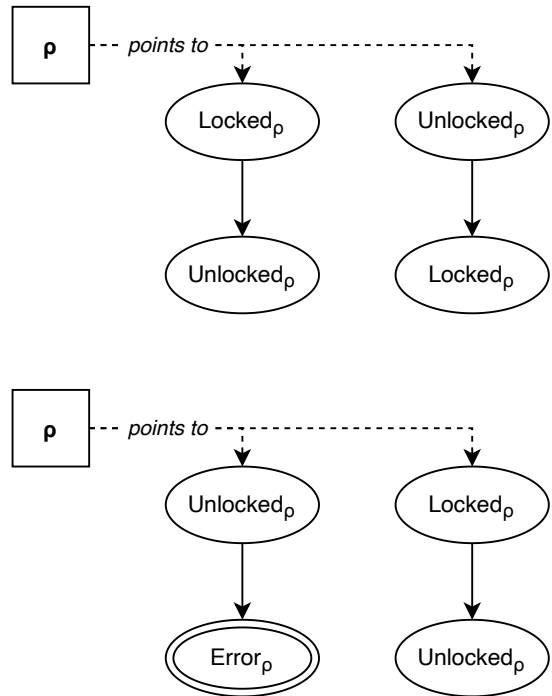 ρ points to
Locked_ρ Unlocked_ρ
Unlocked_ρ Locked_ρ
ρ points to
Unlocked_ρ Locked_ρ
Error_ρ Unlocked_ρ